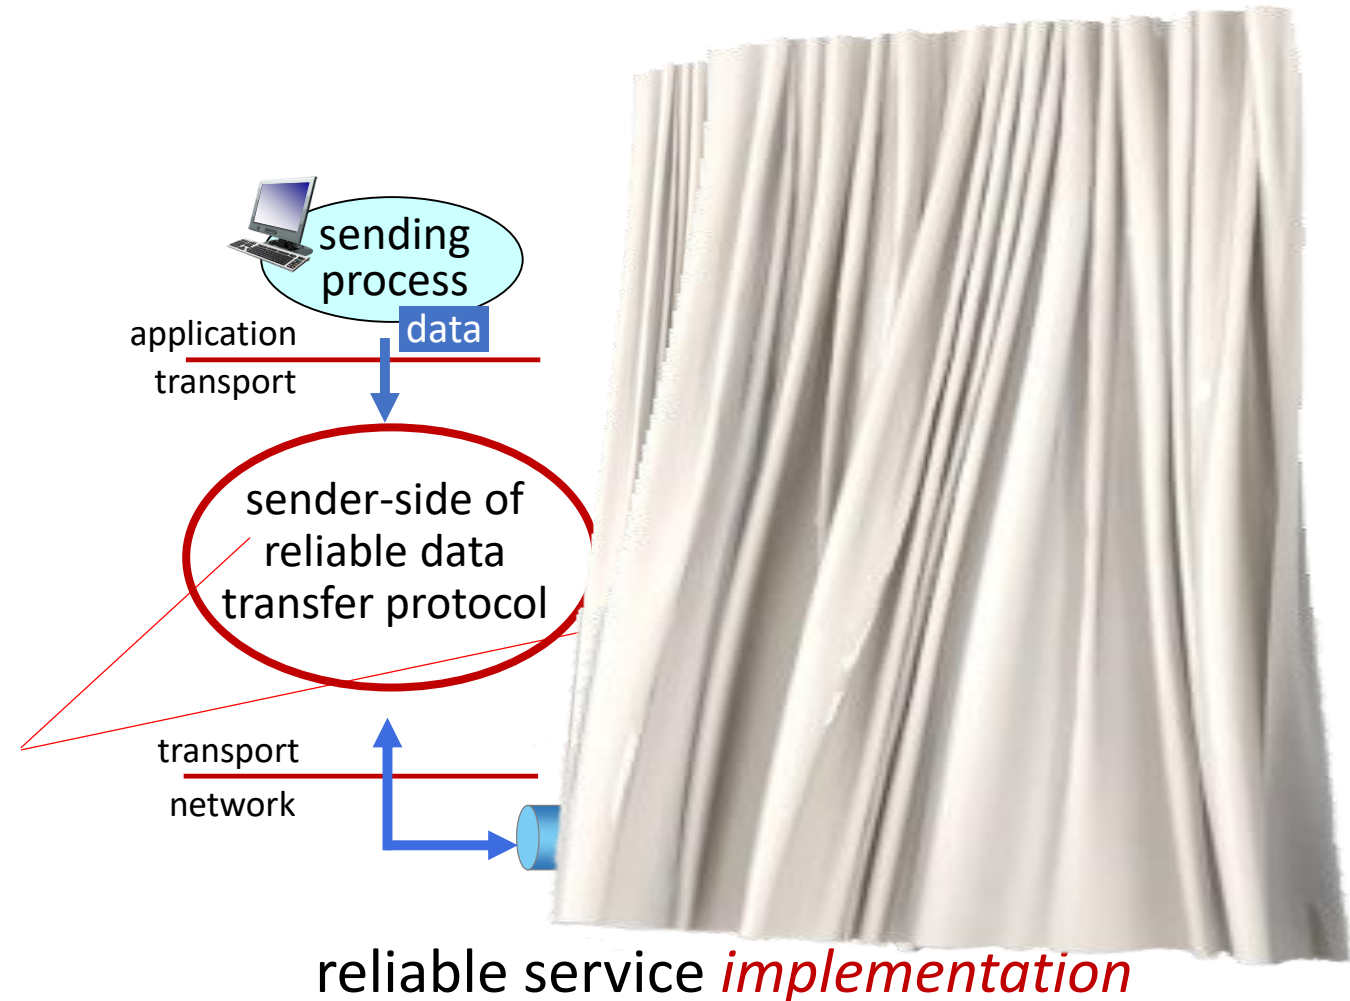 sending
process
data
application
transport
sender-side of
reliable data
transfer protocol
transport
network
reliable service implementation